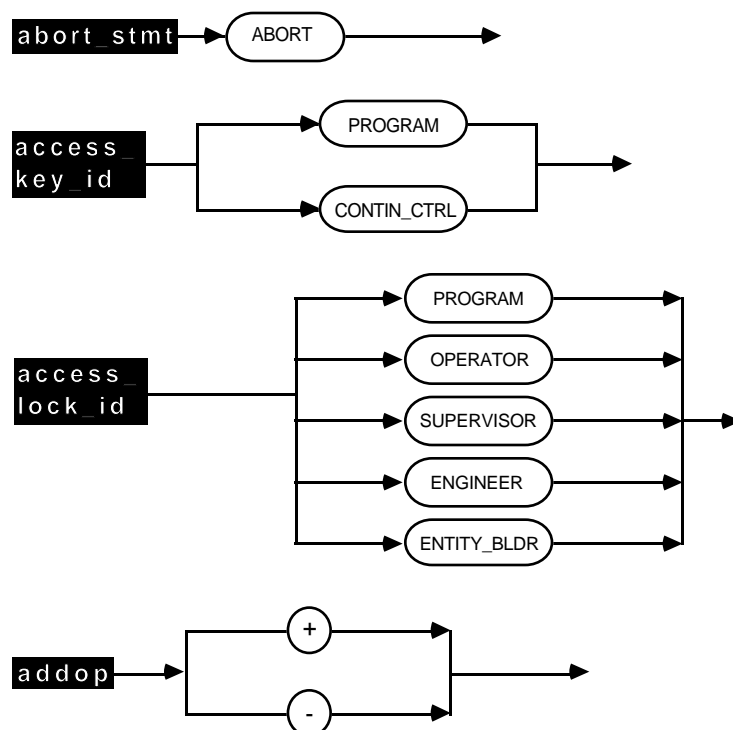 abort_stmt ABORT
PROGRAM
access_
key_id
CONTIN_CTRL
PROGRAM
OPERATOR
access_
lock_id
SUPERVISOR
ENGINEER
ENTITY_BLDR
+
addop
-